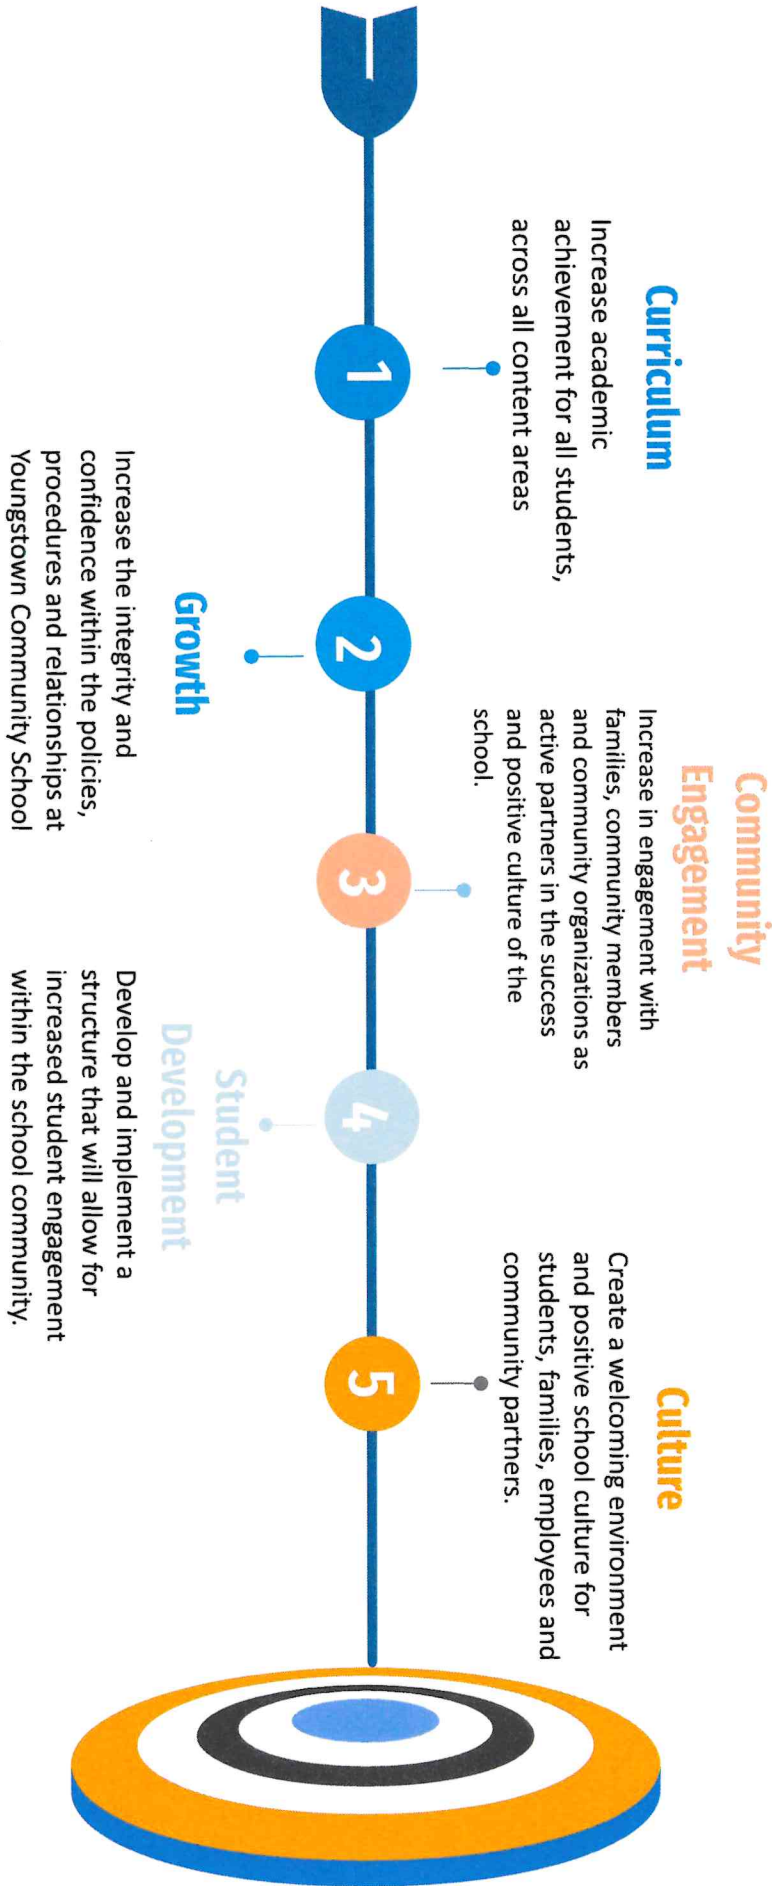 Curriculum
Increase academic
achievement for all students,
across all content areas
1
2
Growth
Increase the integrity and
confidence within the policies,
procedures and relationships at
Youngstown Community School
Community
Engagement
Increase in engagement with
families, community members
and community organizations as
active partners in the success
and positive culture of the
school.
3
4
Student
Development
Develop and implement a
structure that will allow for
increased student engagement
within the school community.
Culture
Create a welcoming environment
and positive school culture for
students, families, employees and
community partners.
5